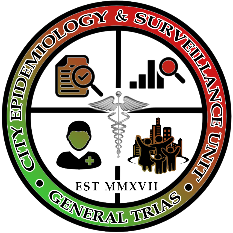 CITY EPIDEMIOLOGY & SURVEILLANCE UNIT
EST MMXVII
• GENERAL TRIAS •